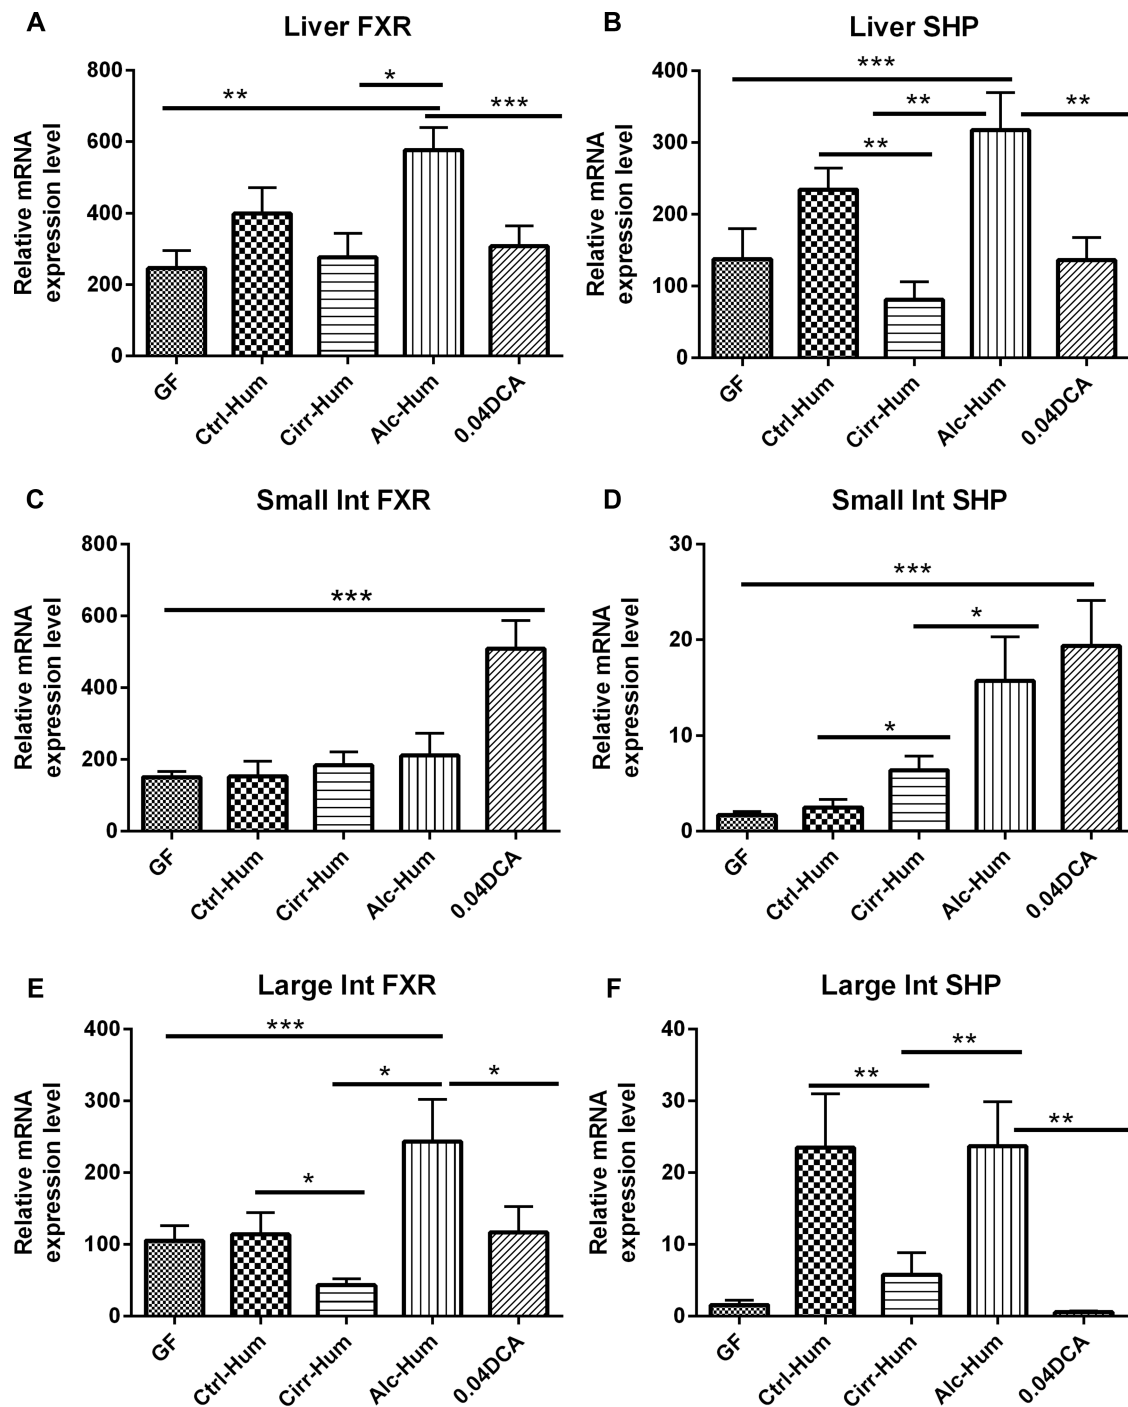 A
Liver FXR
Relative mRNA
expression level
800
600
400
200
0
**
*
***
GF
Ctrl-Hum
Cirr-Hum
Alc-Hum
0.04DCA
B
Liver SHP
Relative mRNA
expression level
400
300
200
100
0
***
**
**
**
GF
Ctrl-Hum
Cirr-Hum
Alc-Hum
0.04DCA
C
Small Int FXR
Relative mRNA
expression level
800
600
400
200
0
***
GF
Ctrl-Hum
Cirr-Hum
Alc-Hum
0.04DCA
D
Small Int SHP
Relative mRNA
expression level
30
20
10
0
***
*
*
GF
Ctrl-Hum
Cirr-Hum
Alc-Hum
0.04DCA
E
Large Int FXR
Relative mRNA
expression level
400
300
200
100
0
***
*
*
*
GF
Ctrl-Hum
Cirr-Hum
Alc-Hum
0.04DCA
F
Large Int SHP
Relative mRNA
expression level
40
30
20
10
0
**
**
**
GF
Ctrl-Hum
Cirr-Hum
Alc-Hum
0.04DCA